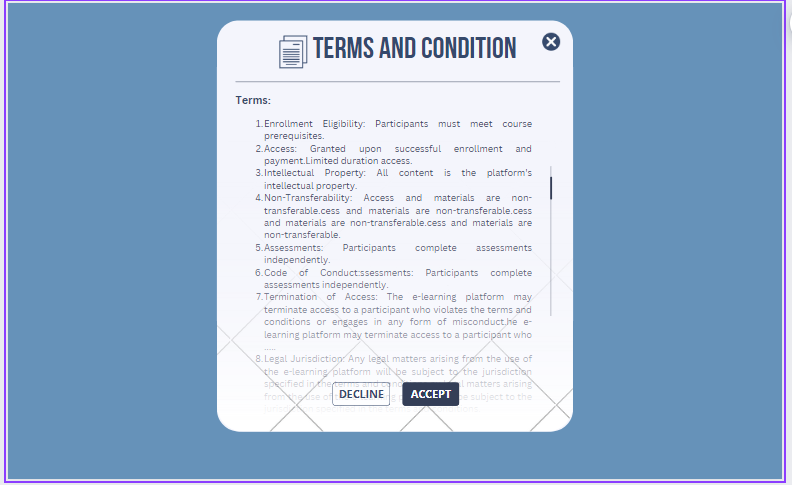 TERMS AND CONDITION
Terms:
1.Enrollment Eligibility: Participants must meet course
prerequisites.
2.Access: Granted upon successful enrollment and
payment.Limited duration access.
3.Intellectual Property: All content is the platform's
intellectual property.
4.Non-Transferability: Access and materials are non-
transferable.cess and materials are non-transferable.cess
and materials are non-transferable.cess and materials are
non-transferable.
5.Assessments: Participants complete assessments
independently.
6.Code of Conduct:ssessments: Participants complete
assessments independently.
7.Termination of Access: The e-learning platform may
terminate access to a participant who violates the terms and
conditions or engages in any form of misconduct.he e-
learning platform may terminate access to a participant who
....
8.Legal Jurisdiction: Any legal matters arising from the use of
the e-learning platform will be subject to the jurisdiction
specified in the terms and matters arising
from the use of be subject to the
DECLINE ACCEPT